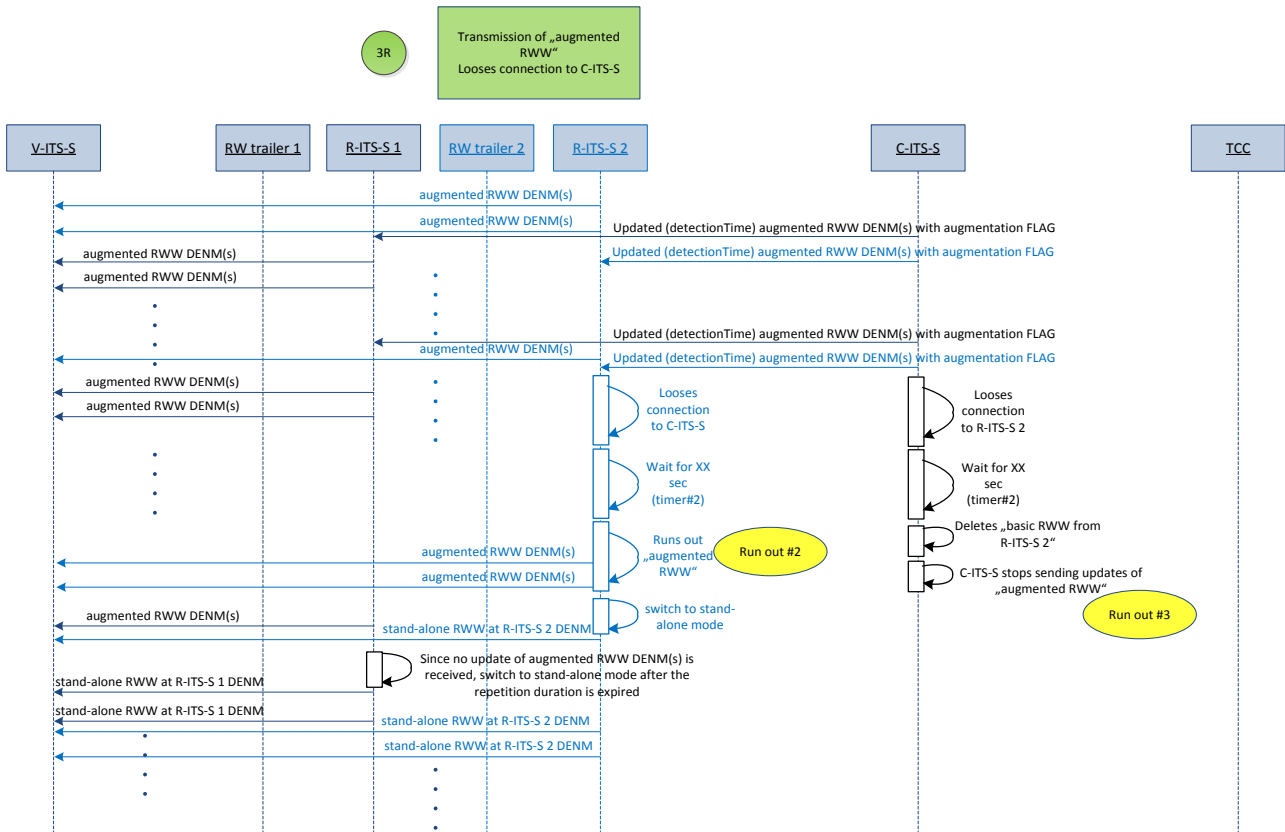 3R
Transmission of „augmented
RWW“
Looses connection to C-ITS-S
V-ITS-S
RW trailer 1
R-ITS-S 1
RW trailer 2
R-ITS-S 2
C-ITS-S
TCC
augmented RWW DENM(s)
augmented RWW DENM(s)
Updated (detectionTime) augmented RWW DENM(s) with augmentation FLAG
augmented RWW DENM(s)
Updated (detectionTime) augmented RWW DENM(s) with augmentation FLAG
augmented RWW DENM(s)
Updated (detectionTime) augmented RWW DENM(s) with augmentation FLAG
augmented RWW DENM(s)
Updated (detectionTime) augmented RWW DENM(s) with augmentation FLAG
augmented RWW DENM(s)
augmented RWW DENM(s)
Looses
connection
to C-ITS-S
Looses
connection
to R-ITS-S 2
Wait for XX
sec
(timer#2)
Wait for XX
sec
(timer#2)
Deletes „basic RWW from
R-ITS-S 2“
augmented RWW DENM(s)
Runs out
„augmented
RWW“
Run out #2
augmented RWW DENM(s)
C-ITS-S stops sending updates of
„augmented RWW“
Run out #3
augmented RWW DENM(s)
switch to stand-
alone mode
stand-alone RWW at R-ITS-S 2 DENM
Since no update of augmented RWW DENM(s) is
received, switch to stand-alone mode after the
repetition duration is expired
stand-alone RWW at R-ITS-S 1 DENM
stand-alone RWW at R-ITS-S 1 DENM
stand-alone RWW at R-ITS-S 2 DENM
stand-alone RWW at R-ITS-S 2 DENM